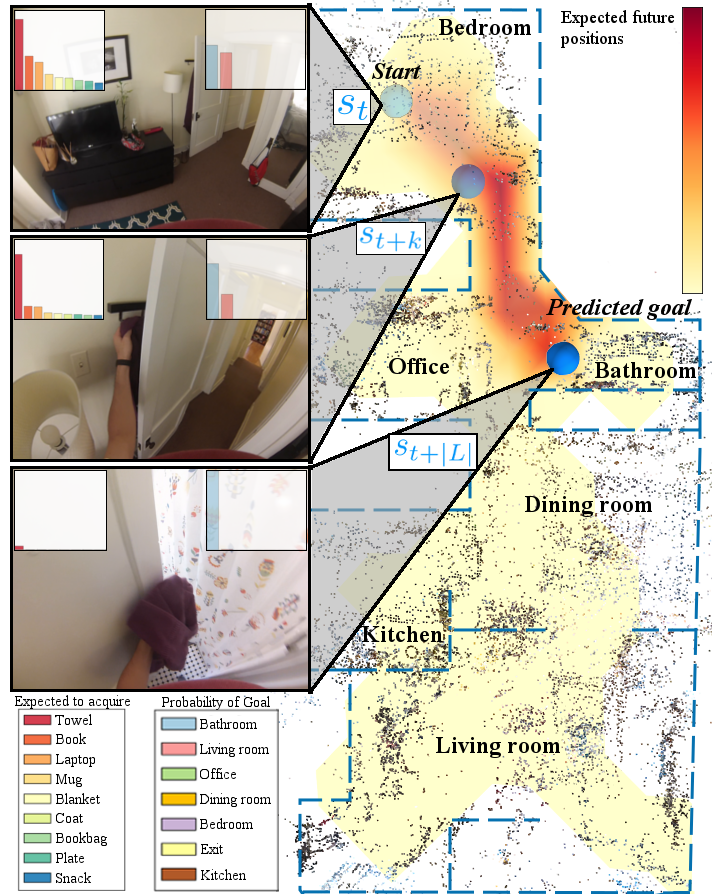 Expected future
positions
Bedroom
Start
s_t
s_{t+k}
Predicted goal
Office
Bathroom
s_{t+|L|}
Dining room
Kitchen
Living room
Expected to acquire
Towel
Book
Laptop
Mug
Blanket
Coat
Bookbag
Plate
Snack
Probability of Goal
Bathroom
Living room
Office
Dining room
Bedroom
Exit
Kitchen